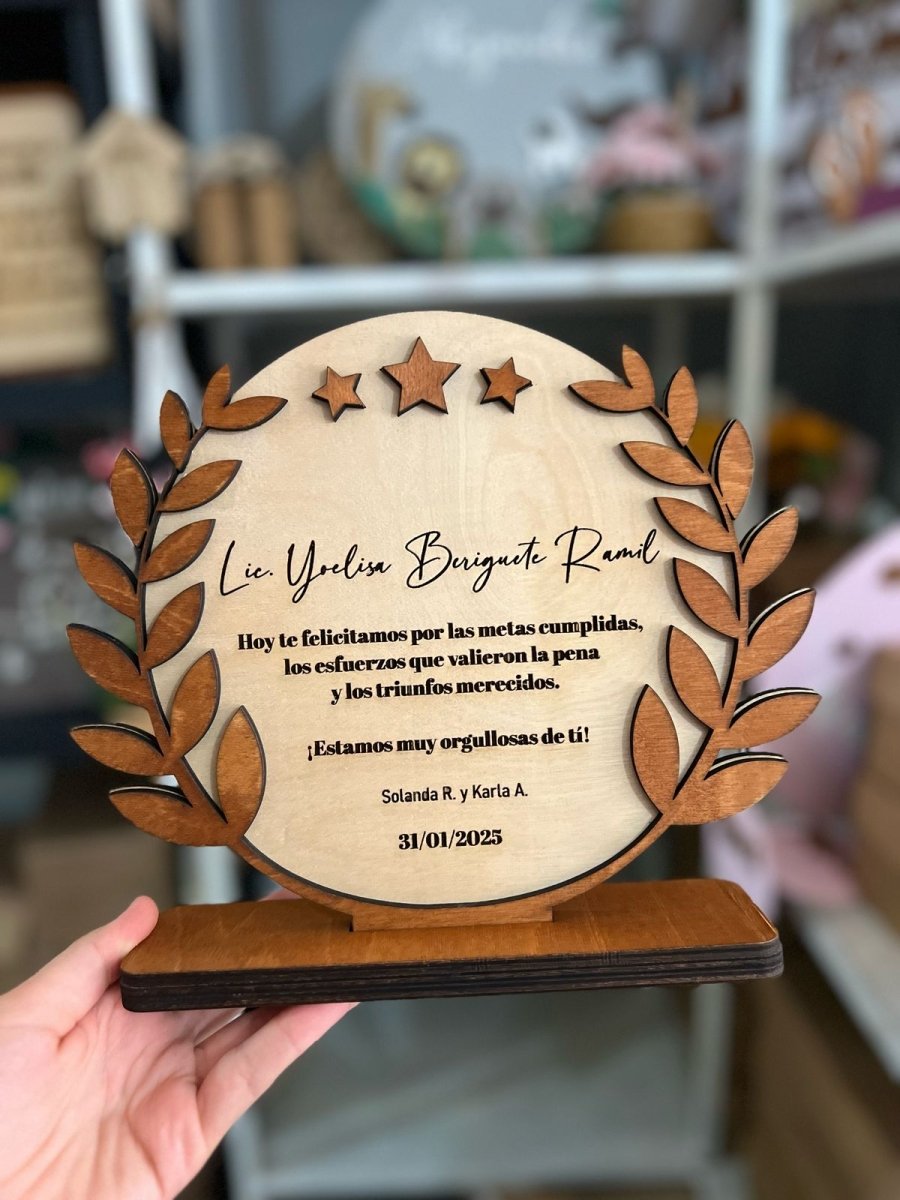 Lic. Yoelisa Beriguete Ramil
Hoy te felicitamos por las metas cumplidas,
los esfuerzos que valieron la pena
y los triunfos merecidos.
¡Estamos muy orgullosas de tí!
Solanda R. y Karla A.
31/01/2025